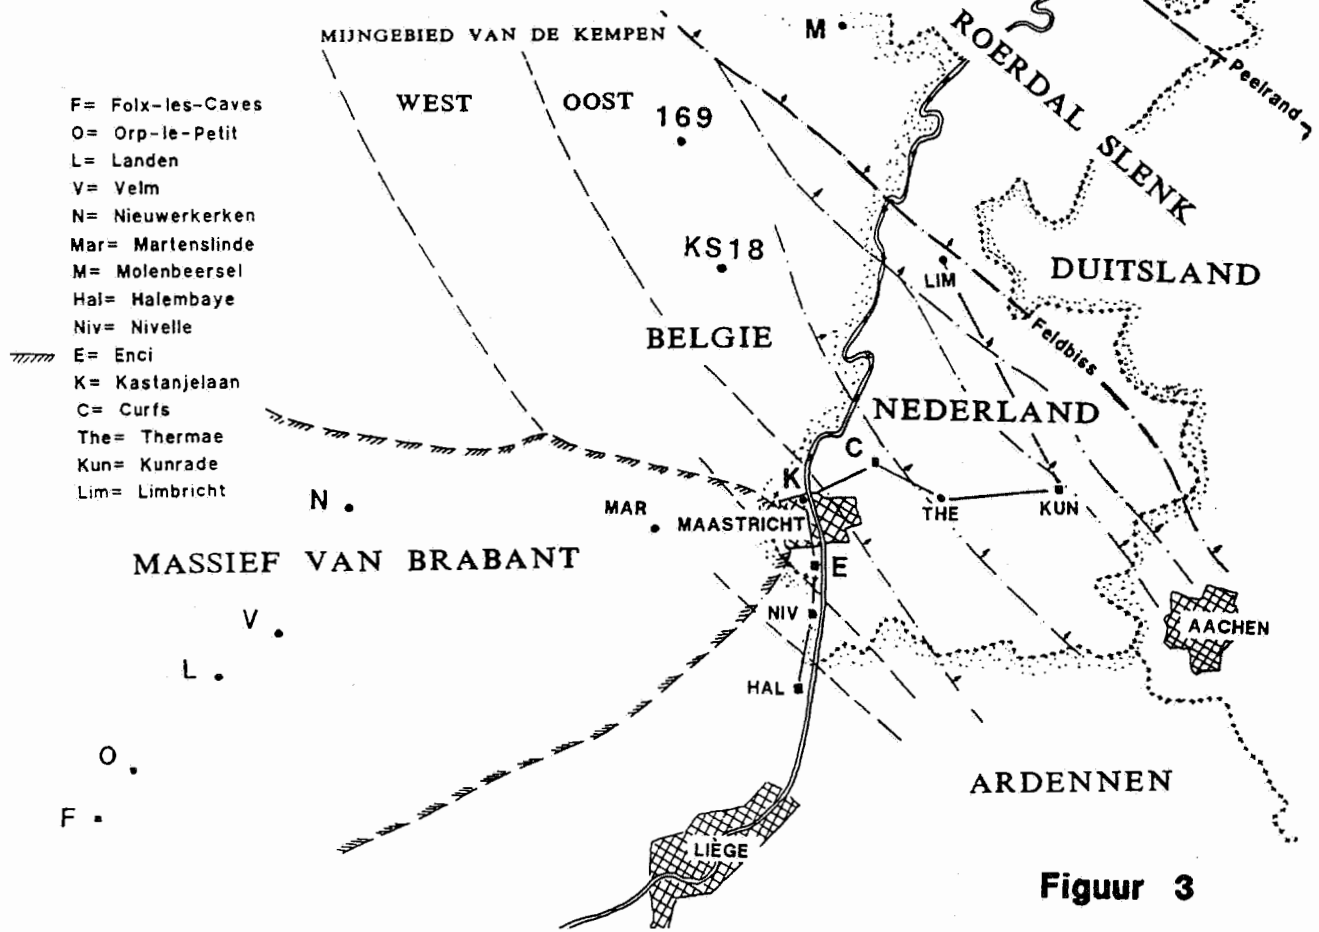 MIJNGEBIED VAN DE KEMPEN
WEST
OOST
169
KS18
M
ROERDAL SLENK
Peelrand
F= Folx-les-Caves
O= Orp-le-Petit
L= Landen
V= Velm
N= Nieuwerkerken
Mar= Martenslinde
M= Molenbeersel
Hal= Halembaye
Niv= Nivelle
E= Enci
K= Kastanjelaan
C= Curfs
The= Thermae
Kun= Kunrade
Lim= Limbricht
LIM
DUITSLAND
BELGIE
Feldbiss
NEDERLAND
C
K
N
MAR
MAASTRICHT
THE
KUN
MASSIEF VAN BRABANT
E
V
NIV
AACHEN
L
HAL
O
ARDENNEN
F
LIÈGE
Figuur 3